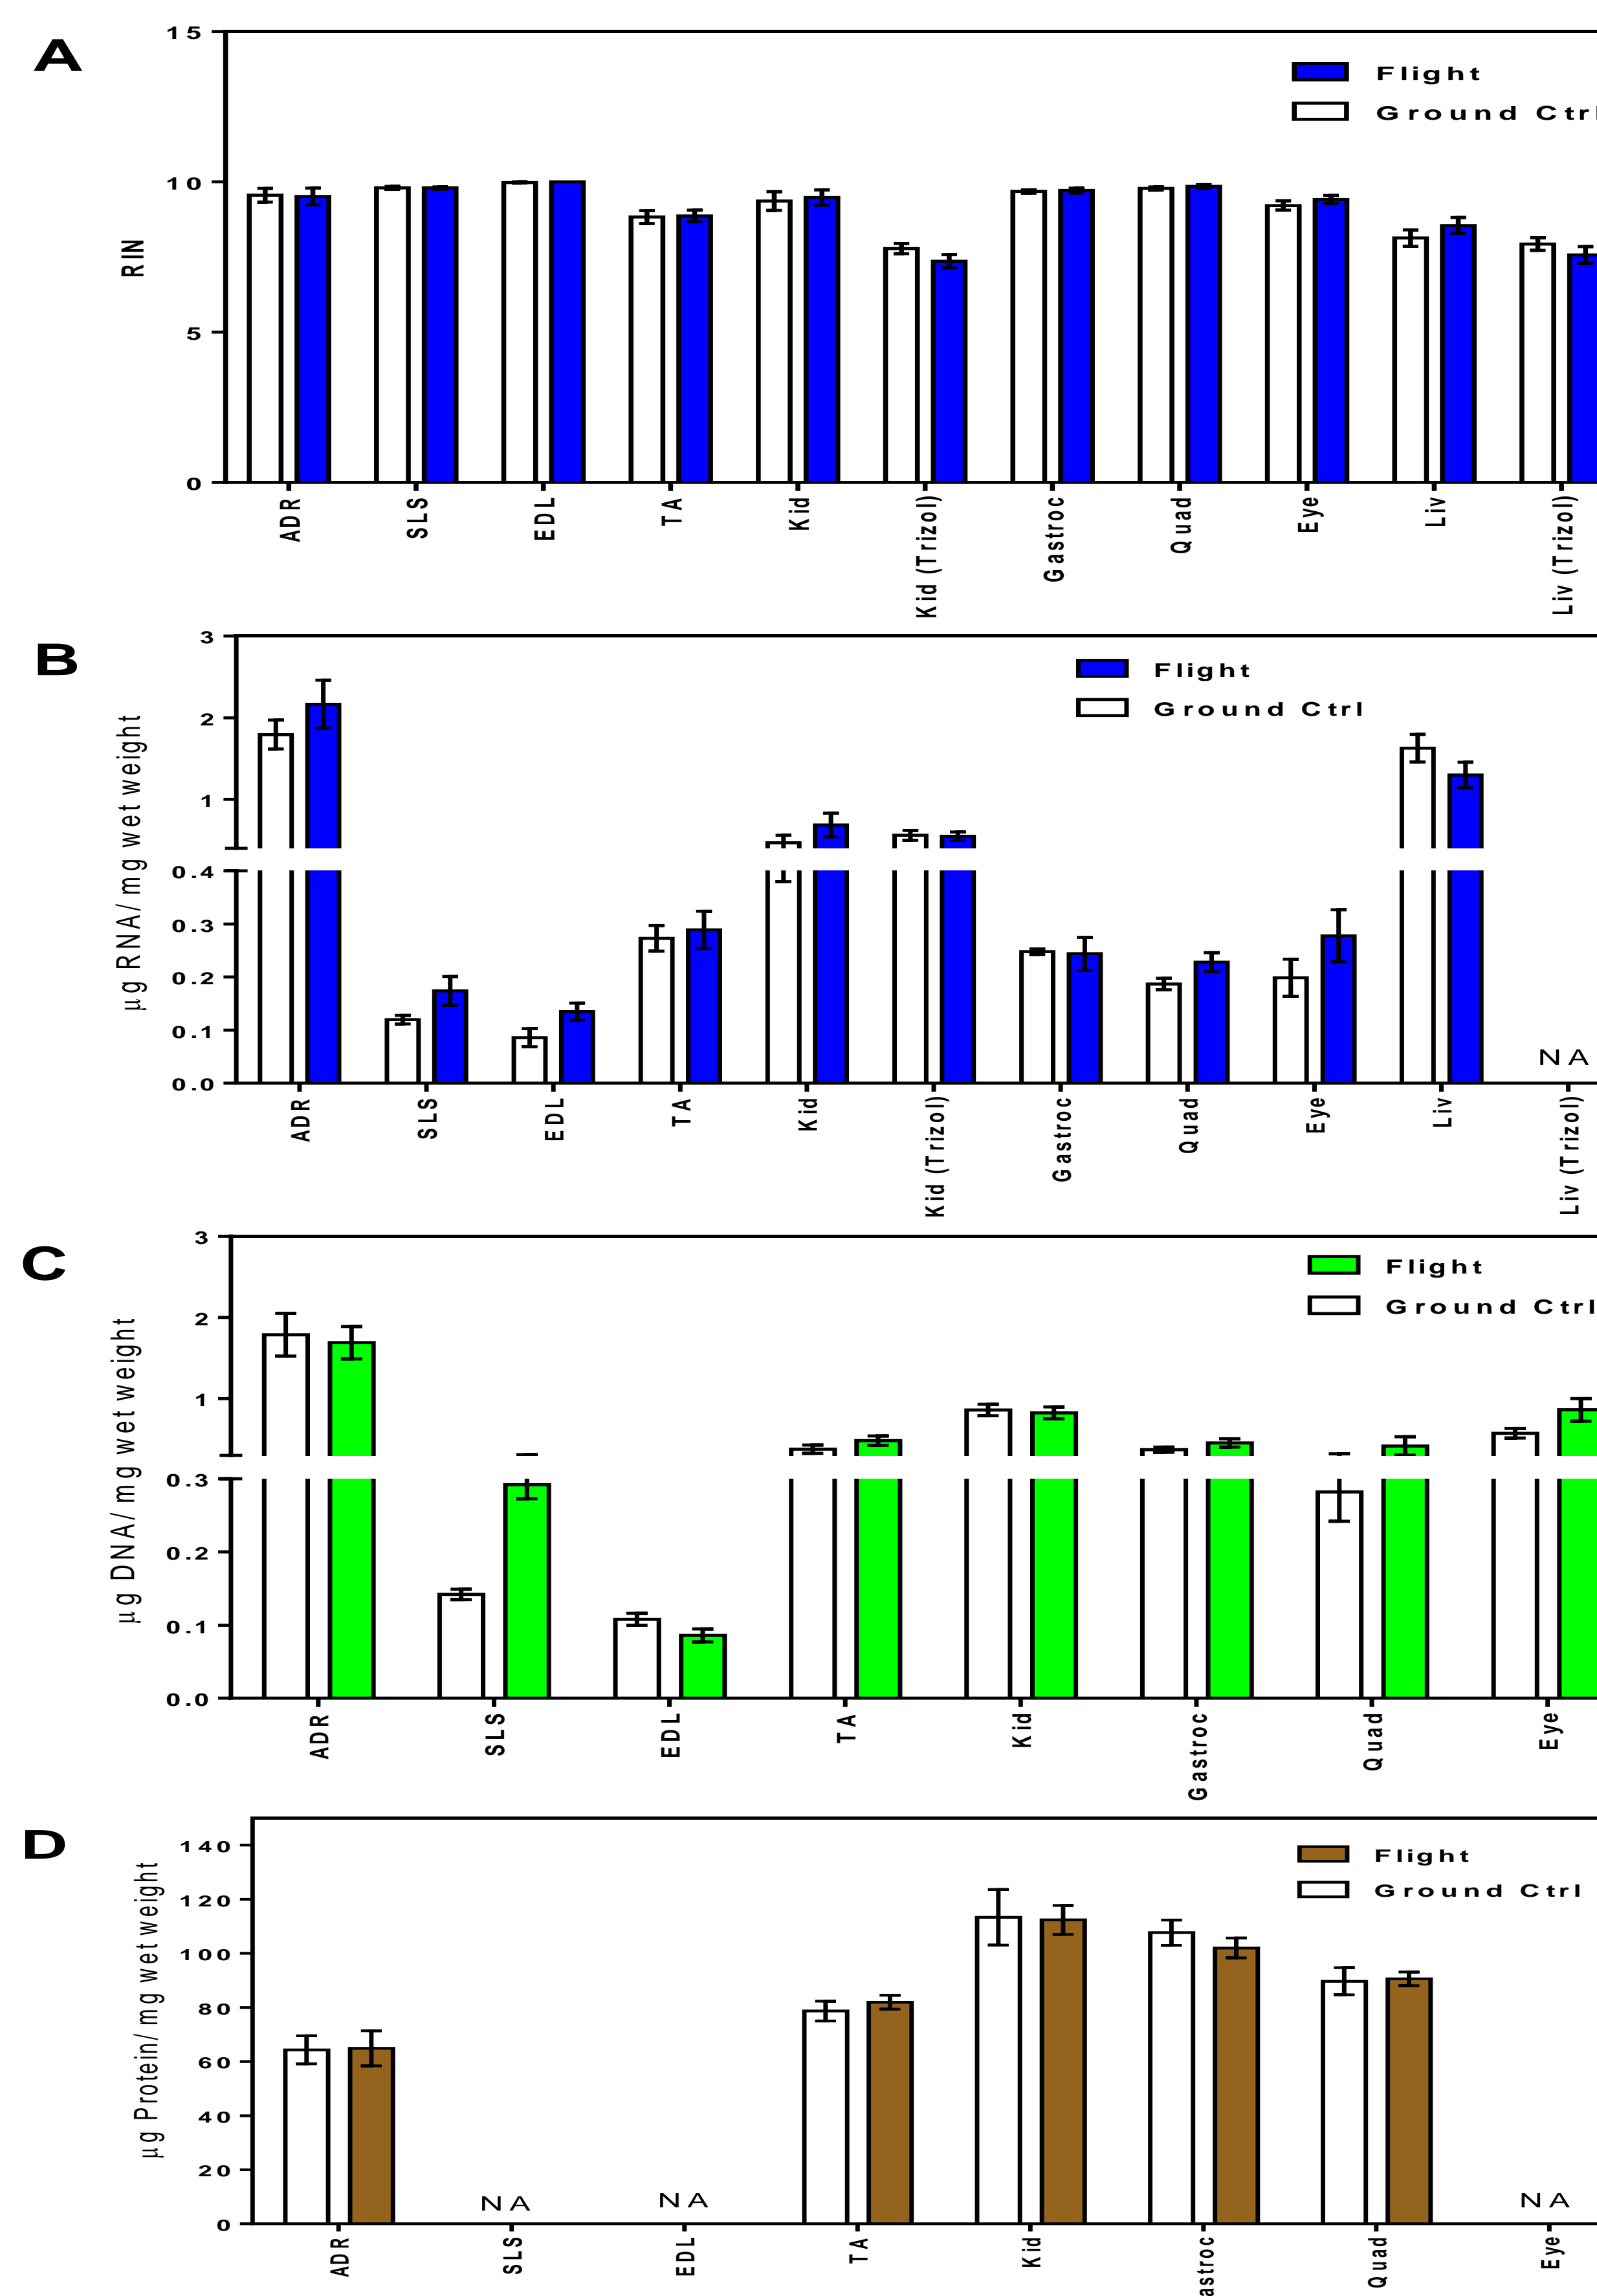 A
15
10
5
0
RIN
Flight
Ground Ctrl
ADR
SLS
EDL
TA
Kid
Kid (Trizol)
Gastroc
Quad
Eye
Liv
Liv (Trizol)
B
3
2
1
0.4
0.3
0.2
0.1
0.0
µg RNA/ mg wet weight
Flight
Ground Ctrl
NA
ADR
SLS
EDL
TA
Kid
Kid (Trizol)
Gastroc
Quad
Eye
Liv
Liv (Trizol)
C
3
2
1
0.3
0.2
0.1
0.0
µg DNA/ mg wet weight
Flight
Ground Ctrl
ADR
SLS
EDL
TA
Kid
Gastroc
Quad
Eye
D
140
120
100
80
60
40
20
0
µg Protein/ mg wet weight
Flight
Ground Ctrl
NA
NA
NA
ADR
SLS
EDL
TA
Kid
astroc
Quad
Eye